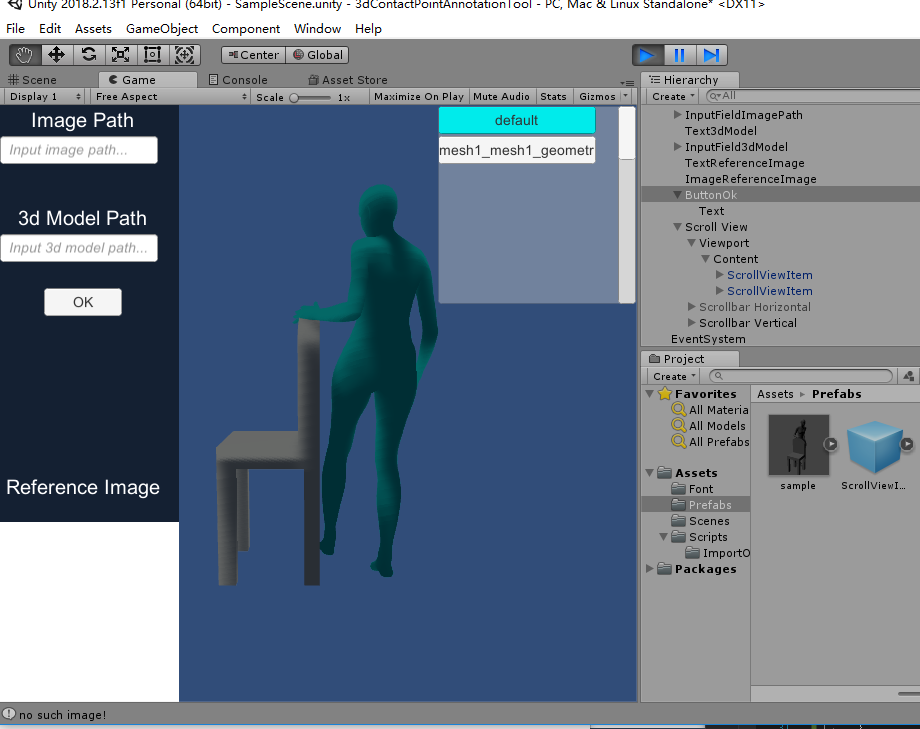 Unity 2018.2.13f1 Personal (64bit) - SampleScene.unity - 3dContactPointAnnotationTool - PC, Mac & Linux Standalone* <DX11>
File Edit Assets GameObject Component Window Help
Center Global
Scene Game Console Asset Store
Display 1 Free Aspect Scale 1x Maximize On Play Mute Audio Stats Gizmos
Image Path
Input image path...
3d Model Path
Input 3d model path...
OK
Reference Image
default
mesh1_mesh1_geometr
Hierarchy
Create All
InputFieldImagePath
Text3dModel
InputField3dModel
TextReferenceImage
ImageReferenceImage
ButtonOk
Text
Scroll View
Viewport
Content
ScrollViewItem
ScrollViewItem
Scrollbar Horizontal
Scrollbar Vertical
EventSystem
Project
Create
Favorites
All Materia
All Models
All Prefabs
Assets
Font
Prefabs
Scenes
Scripts
ImportO
Packages
Assets Prefabs
sample
ScrollViewI...
no such image!